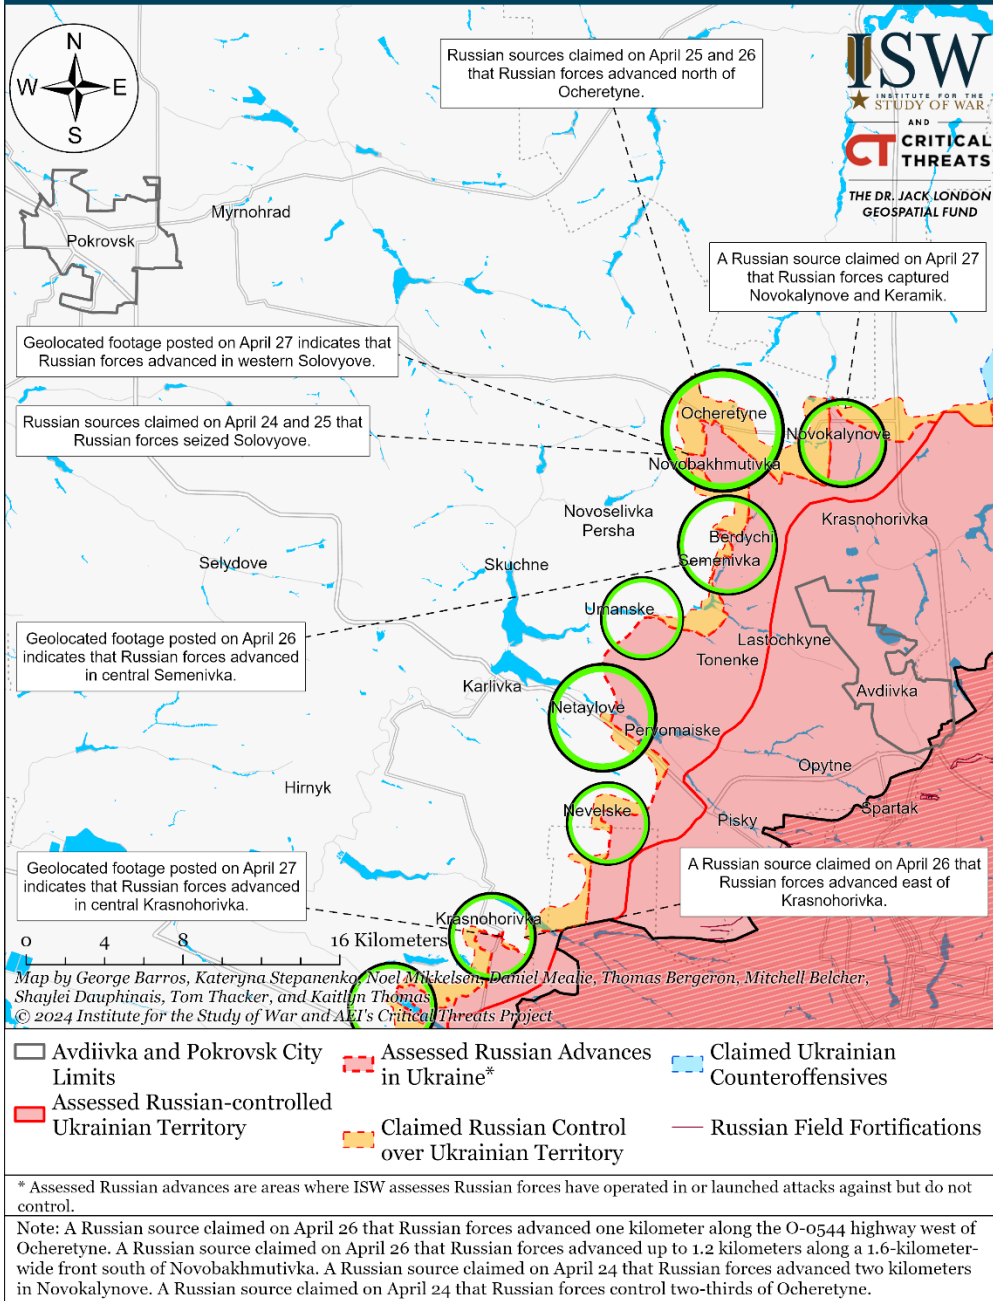 N
W E
S
Russian sources claimed on April 25 and 26
that Russian forces advanced north of
Ocheretyne.
ISW
INSTITUTE FOR THE
STUDY OF WAR
AND
CT CRITICAL
THREATS
THE DR. JACK LONDON
GEOSPATIAL FUND
Myrnohrad
Pokrovsk
A Russian source claimed on April 27
that Russian forces captured
Novokalynove and Keramik.
Geolocated footage posted on April 27 indicates that
Russian forces advanced in western Solovyove.
Russian sources claimed on April 24 and 25 that
Russian forces seized Solovyove.
Ocheretyne
Novokalynove
Novobakhmutivka
Novoselivka
Persha
Krasnohorivka
Berdychi
Semenivka
Selydove
Skuchne
Umanske
Geolocated footage posted on April 26
indicates that Russian forces advanced
in central Semenivka.
Lastochkyne
Tonenke
Karlivka
Avdiivka
Netaylove
Pervomaiske
Opytne
Hirnyk
Nevelske
Pisky
Spartak
Geolocated footage posted on April 27
indicates that Russian forces advanced
in central Krasnohorivka.
A Russian source claimed on April 26 that
Russian forces advanced east of
Krasnohorivka.
Krasnohorivka
0 4 8 16 Kilometers
Map by George Barros, Kateryna Stepanenko, Noel Mikkelsen, Daniel Mealie, Thomas Bergeron, Mitchell Belcher,
Shaylei Dauphinais, Tom Thacker, and Kaitlyn Thomas
© 2024 Institute for the Study of War and AEI's Critical Threats Project
Avdiivka and Pokrovsk City
Limits
Assessed Russian-controlled
Ukrainian Territory
Assessed Russian Advances
in Ukraine*
Claimed Russian Control
over Ukrainian Territory
Claimed Ukrainian
Counteroffensives
Russian Field Fortifications
* Assessed Russian advances are areas where ISW assesses Russian forces have operated in or launched attacks against but do not
control.
Note: A Russian source claimed on April 26 that Russian forces advanced one kilometer along the O-0544 highway west of
Ocheretyne. A Russian source claimed on April 26 that Russian forces advanced up to 1.2 kilometers along a 1.6-kilometer-
wide front south of Novobakhmutivka. A Russian source claimed on April 24 that Russian forces advanced two kilometers
in Novokalynove. A Russian source claimed on April 24 that Russian forces control two-thirds of Ocheretyne.